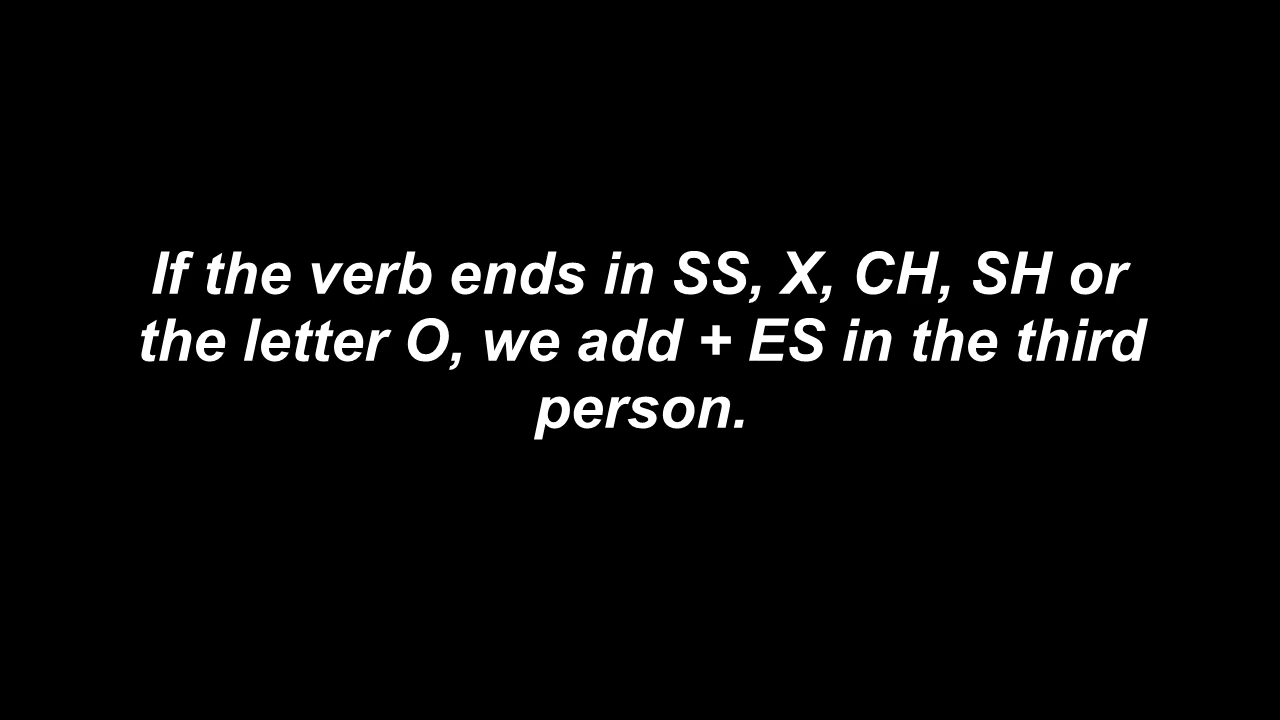 If the verb ends in SS, X, CH, SH or
the letter O, we add + ES in the third
person.